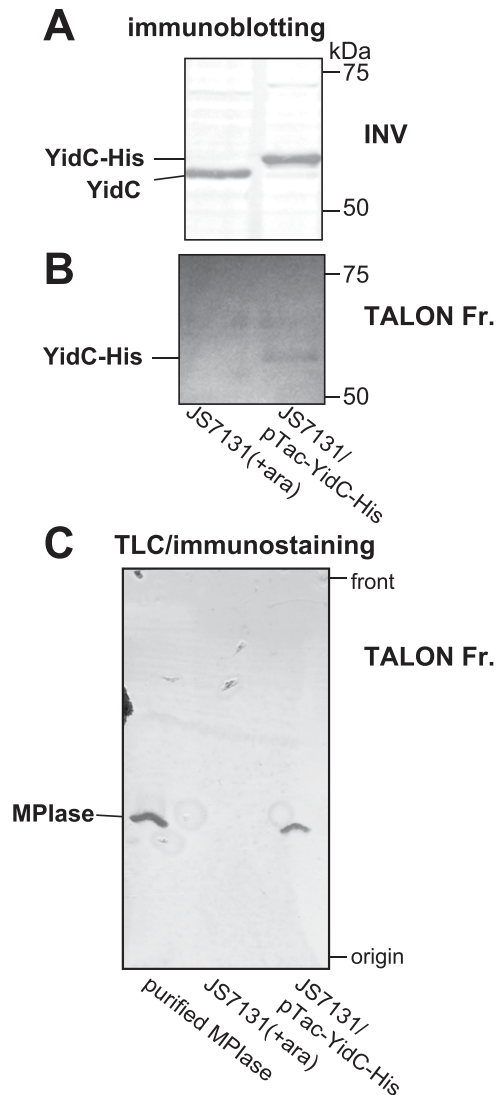 A immunoblotting
kDa
75
INV
YidC-His
YidC
50
B
75
TALON Fr.
YidC-His
50
JS7131(+ara)
JS7131/
pTac-YidC-His
C TLC/immunostaining
front
TALON Fr.
MPIase
origin
purified MPIase
JS7131(+ara)
JS7131/
pTac-YidC-His